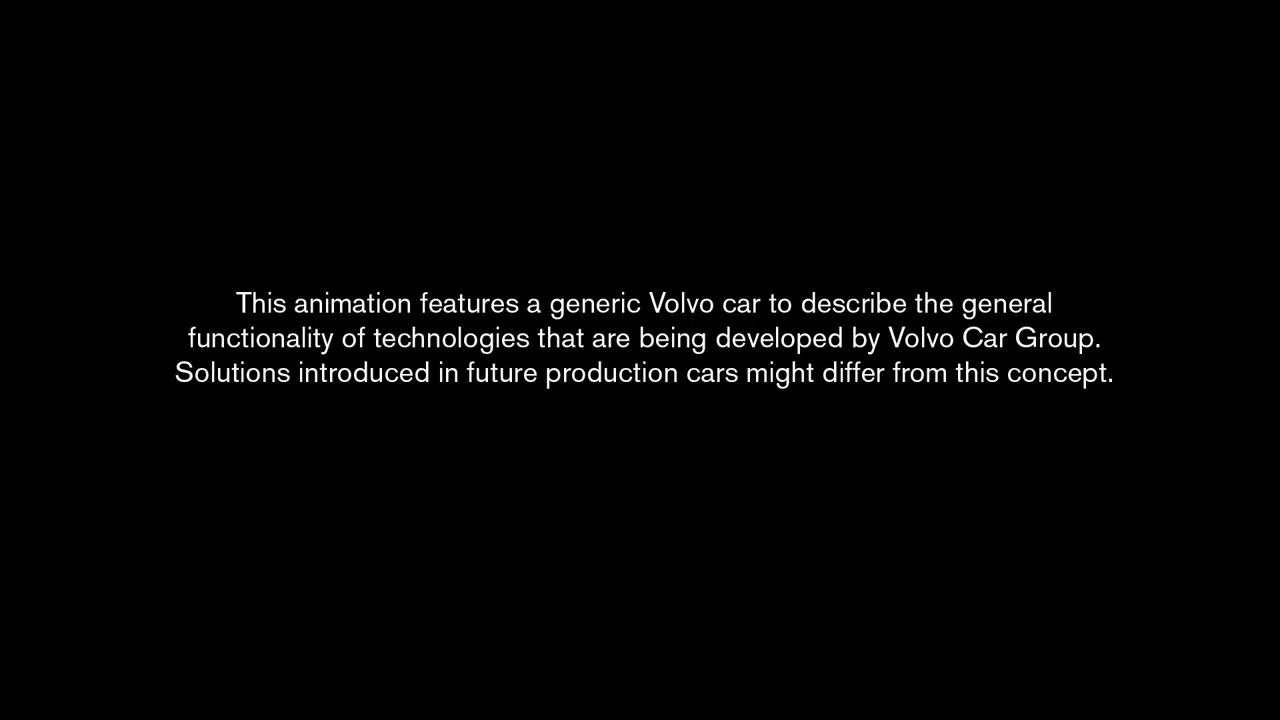 This animation features a generic Volvo car to describe the general
functionality of technologies that are being developed by Volvo Car Group.
Solutions introduced in future production cars might differ from this concept.